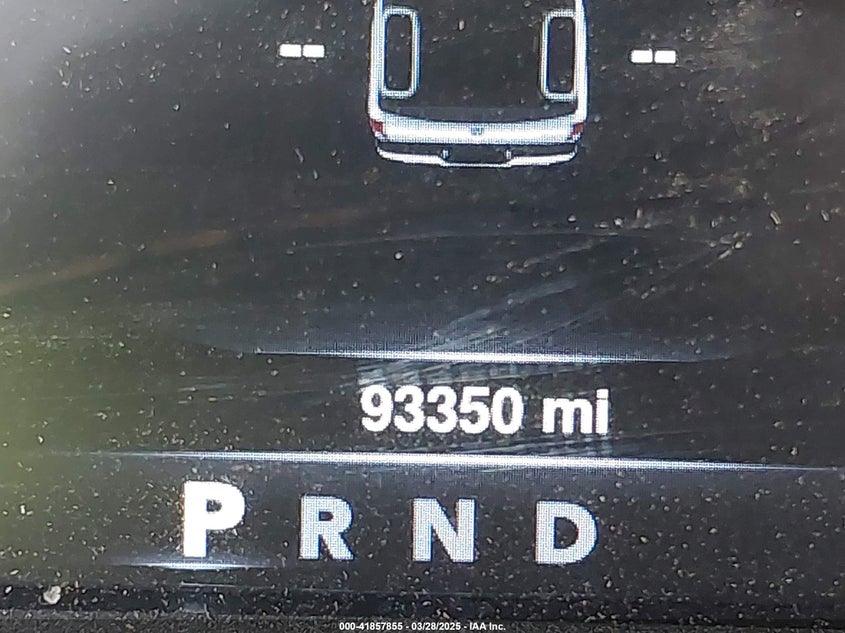 -- --
93350 mi
P R N D
000-41857855 - 03/28/2025 - IAA Inc.